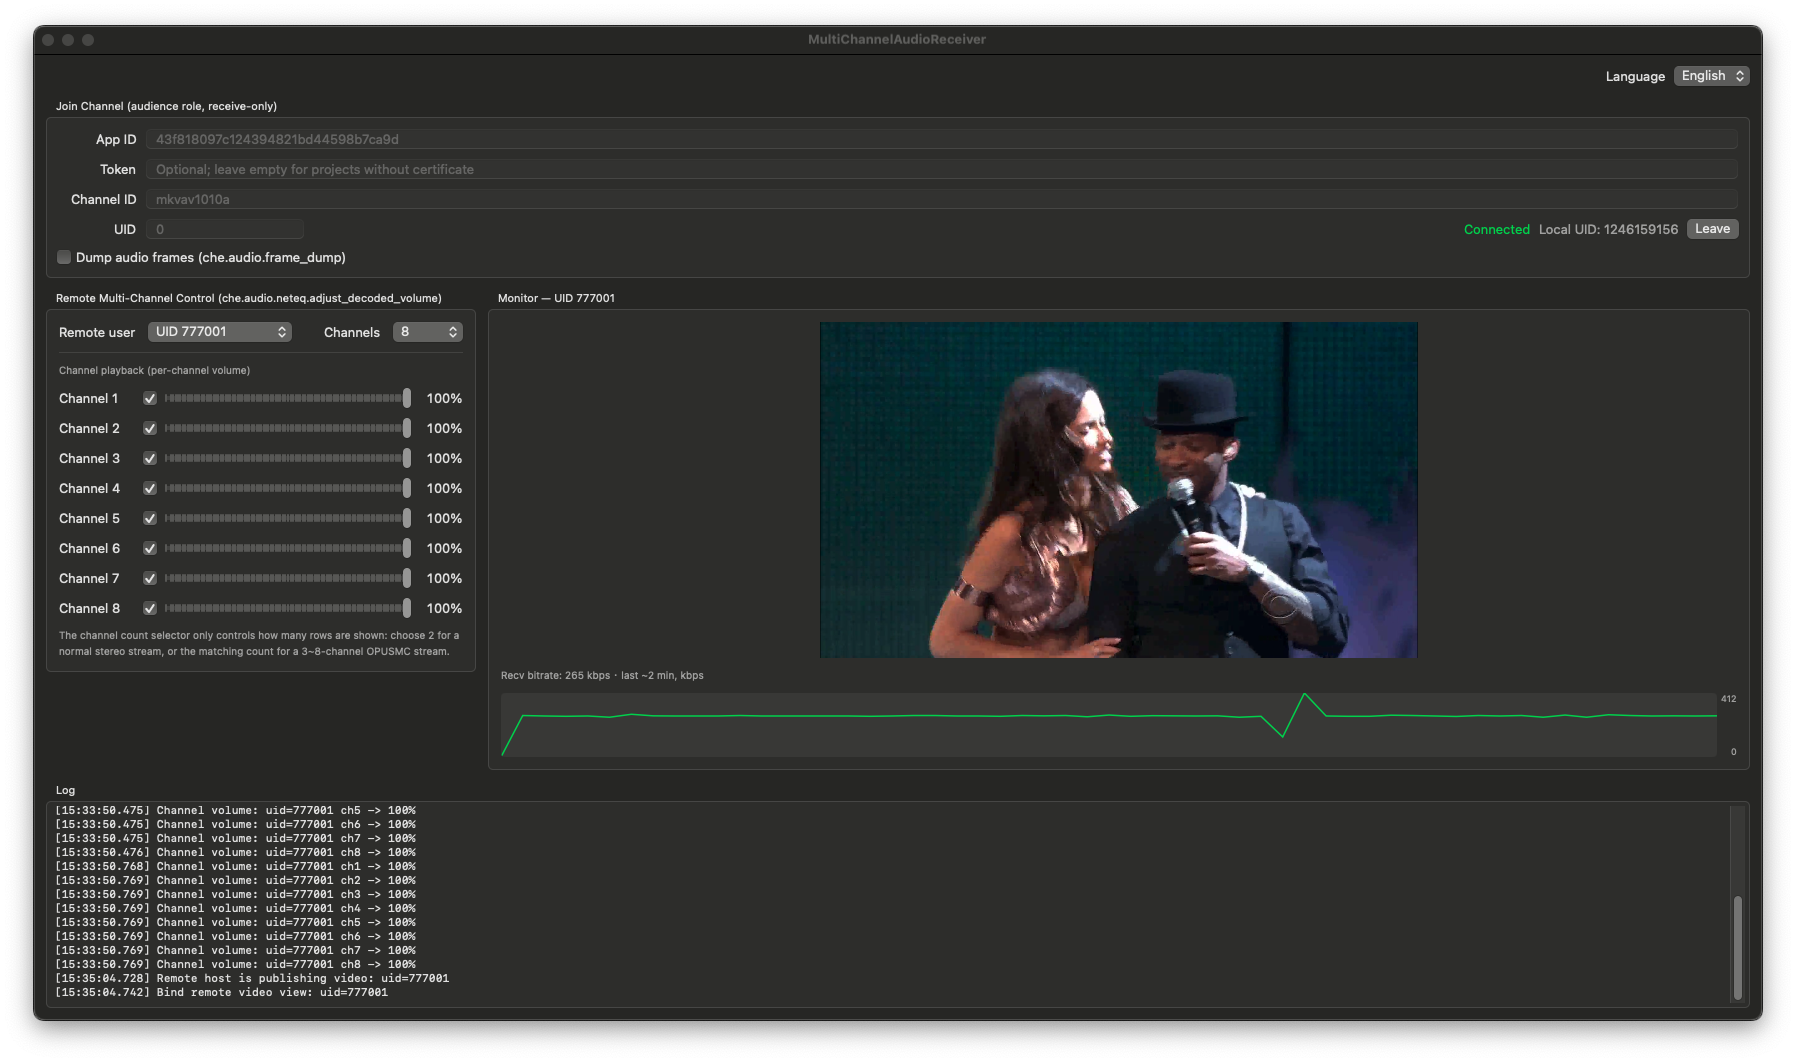 MultiChannelAudioReceiver
Language English
Join Channel (audience role, receive-only)
App ID 43f818097c124394821bd44598b7ca9d
Token Optional; leave empty for projects without certificate
Channel ID mkvav1010a
UID 0 Connected Local UID: 1246159156 Leave
Dump audio frames (che.audio.frame_dump)
Remote Multi-Channel Control (che.audio.neteq.adjust_decoded_volume)
Remote user UID 777001 Channels 8
Channel playback (per-channel volume)
Channel 1 100%
Channel 2 100%
Channel 3 100%
Channel 4 100%
Channel 5 100%
Channel 6 100%
Channel 7 100%
Channel 8 100%
The channel count selector only controls how many rows are shown: choose 2 for a
normal stereo stream, or the matching count for a 3~8-channel OPUSMC stream.
Monitor — UID 777001
Recv bitrate: 265 kbps · last ~2 min, kbps
412
0
Log
[15:33:50.475] Channel volume: uid=777001 ch5 -> 100%
[15:33:50.475] Channel volume: uid=777001 ch6 -> 100%
[15:33:50.475] Channel volume: uid=777001 ch7 -> 100%
[15:33:50.476] Channel volume: uid=777001 ch8 -> 100%
[15:33:50.768] Channel volume: uid=777001 ch1 -> 100%
[15:33:50.769] Channel volume: uid=777001 ch2 -> 100%
[15:33:50.769] Channel volume: uid=777001 ch3 -> 100%
[15:33:50.769] Channel volume: uid=777001 ch4 -> 100%
[15:33:50.769] Channel volume: uid=777001 ch5 -> 100%
[15:33:50.769] Channel volume: uid=777001 ch6 -> 100%
[15:33:50.769] Channel volume: uid=777001 ch7 -> 100%
[15:33:50.769] Channel volume: uid=777001 ch8 -> 100%
[15:35:04.728] Remote host is publishing video: uid=777001
[15:35:04.742] Bind remote video view: uid=777001